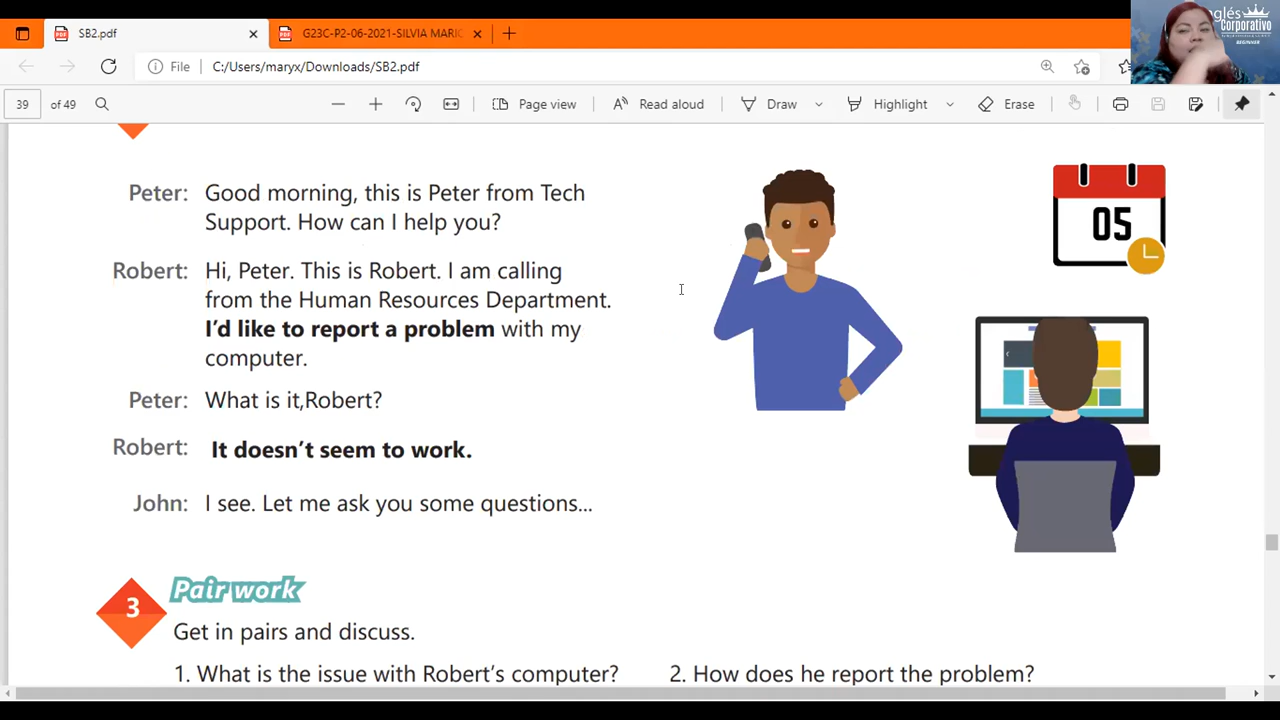 SB2.pdf
G23C-P2-06-2021-SILVIA MARIC
File C:/Users/maryx/Downloads/SB2.pdf
39 of 49
Page view
Read aloud
Draw
Highlight
Erase
Corporativo
BEGINNER
Peter: Good morning, this is Peter from Tech
Support. How can I help you?
Robert: Hi, Peter. This is Robert. I am calling
from the Human Resources Department.
I'd like to report a problem with my
computer.
Peter: What is it,Robert?
Robert: It doesn't seem to work.
John: I see. Let me ask you some questions...
05
3
Pair work
Get in pairs and discuss.
1. What is the issue with Robert's computer?
2. How does he report the problem?